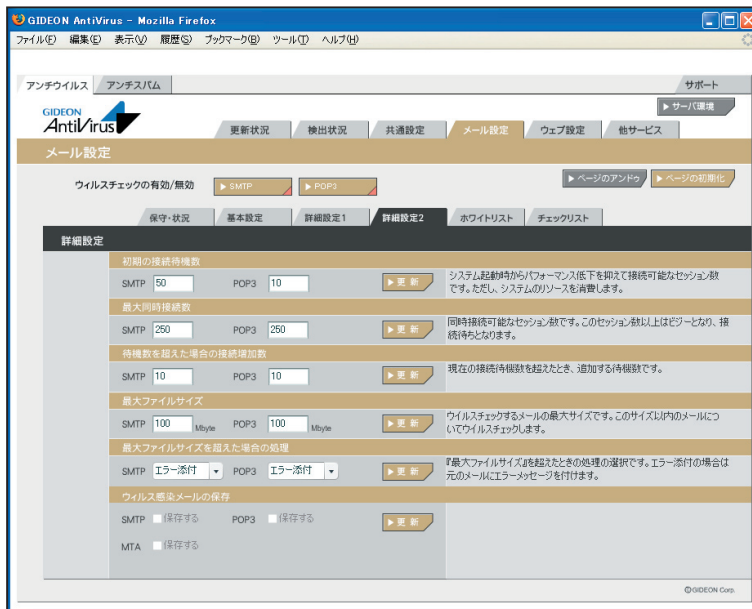 GIDEON AntiVirus - Mozilla Firefox
ファイル(F) 編集(E) 表示(V) 履歴(S) ブックマーク(B) ツール(T) ヘルプ(H)
アンチウイルス アンチスパム サポート
GIDEON AntiVirus
サーバ環境
更新状況 検出状況 共通設定 メール設定 ウェブ設定 他サービス
メール設定
ウィルスチェックの有効/無効 SMTP POP3 ページのアンドゥ ページの初期化
保守・状況 基本設定 詳細設定1 詳細設定2 ホワイトリスト チェックリスト
詳細設定
初期の接続待機数
SMTP 50 POP3 10 更 新
システム起動時からパフォーマンス低下を抑えて接続可能なセッション数
です。ただし、システムのリソースを消費します。
最大同時接続数
SMTP 250 POP3 250 更 新
同時接続可能なセッション数です。このセッション数以上はビジーとなり、接
続待ちとなります。
待機数を超えた場合の接続増加数
SMTP 10 POP3 10 更 新
現在の接続待機数を超えたとき、追加する待機数です。
最大ファイルサイズ
SMTP 100 Mbyte POP3 100 Mbyte 更 新
ウイルスチェックするメールの最大サイズです。このサイズ以内のメールにつ
いてウイルスチェックします。
最大ファイルサイズを超えた場合の処理
SMTP エラー添付 POP3 エラー添付 更 新
『最大ファイルサイズ』を超えたときの処理の選択です。エラー添付の場合は
元のメールにエラーメッセージを付けます。
ウィルス感染メールの保存
SMTP 保存する POP3 保存する 更 新
MTA 保存する
©GIDEON Corp.